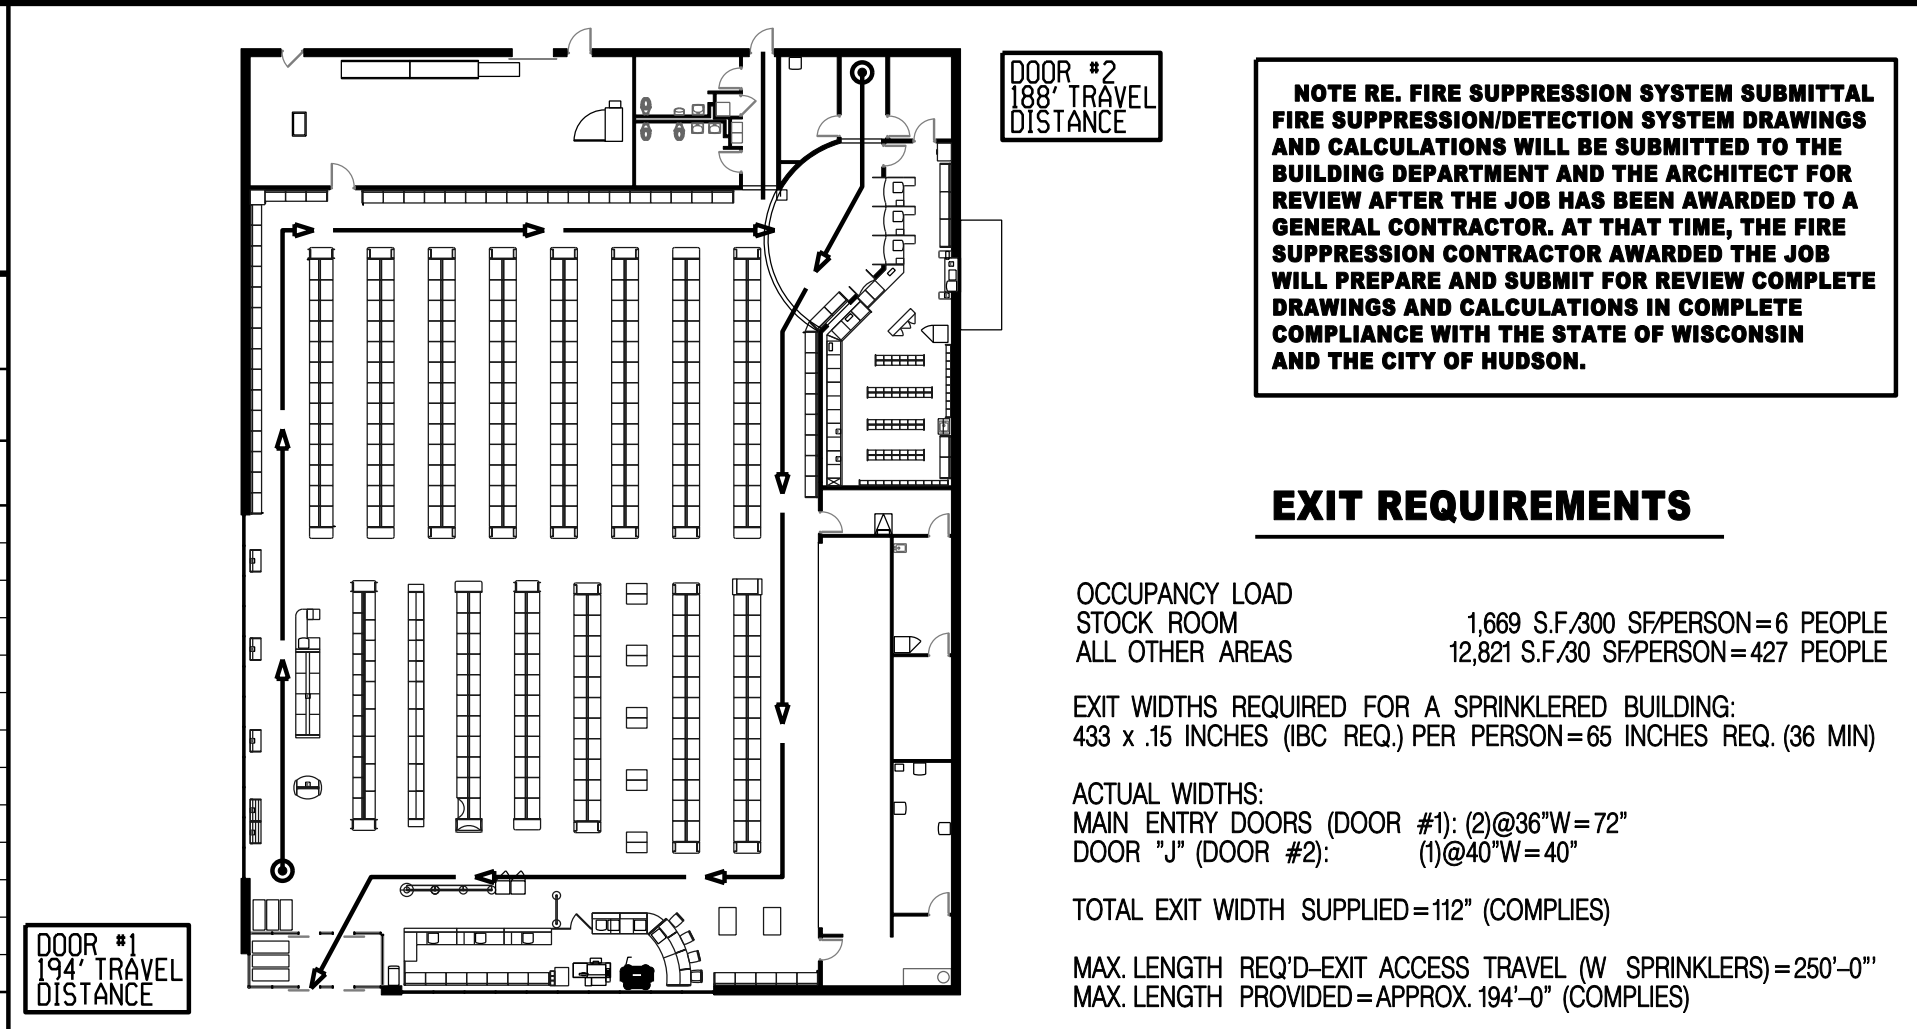 DOOR #2
188' TRAVEL
DISTANCE
NOTE RE. FIRE SUPPRESSION SYSTEM SUBMITTAL
FIRE SUPPRESSION/DETECTION SYSTEM DRAWINGS
AND CALCULATIONS WILL BE SUBMITTED TO THE
BUILDING DEPARTMENT AND THE ARCHITECT FOR
REVIEW AFTER THE JOB HAS BEEN AWARDED TO A
GENERAL CONTRACTOR. AT THAT TIME, THE FIRE
SUPPRESSION CONTRACTOR AWARDED THE JOB
WILL PREPARE AND SUBMIT FOR REVIEW COMPLETE
DRAWINGS AND CALCULATIONS IN COMPLETE
COMPLIANCE WITH THE STATE OF WISCONSIN
AND THE CITY OF HUDSON.
EXIT REQUIREMENTS
OCCUPANCY LOAD
STOCK ROOM 1,669 S.F./300 SF/PERSON=6 PEOPLE
ALL OTHER AREAS 12,821 S.F./30 SF/PERSON=427 PEOPLE
EXIT WIDTHS REQUIRED FOR A SPRINKLERED BUILDING:
433 x .15 INCHES (IBC REQ.) PER PERSON=65 INCHES REQ. (36 MIN)
ACTUAL WIDTHS:
MAIN ENTRY DOORS (DOOR #1): (2)@36"W=72"
DOOR "J" (DOOR #2): (1)@40"W=40"
TOTAL EXIT WIDTH SUPPLIED=112" (COMPLIES)
MAX. LENGTH REQ'D-EXIT ACCESS TRAVEL (W SPRINKLERS)=250'-0"'
MAX. LENGTH PROVIDED=APPROX. 194'-0" (COMPLIES)
DOOR #1
194' TRAVEL
DISTANCE